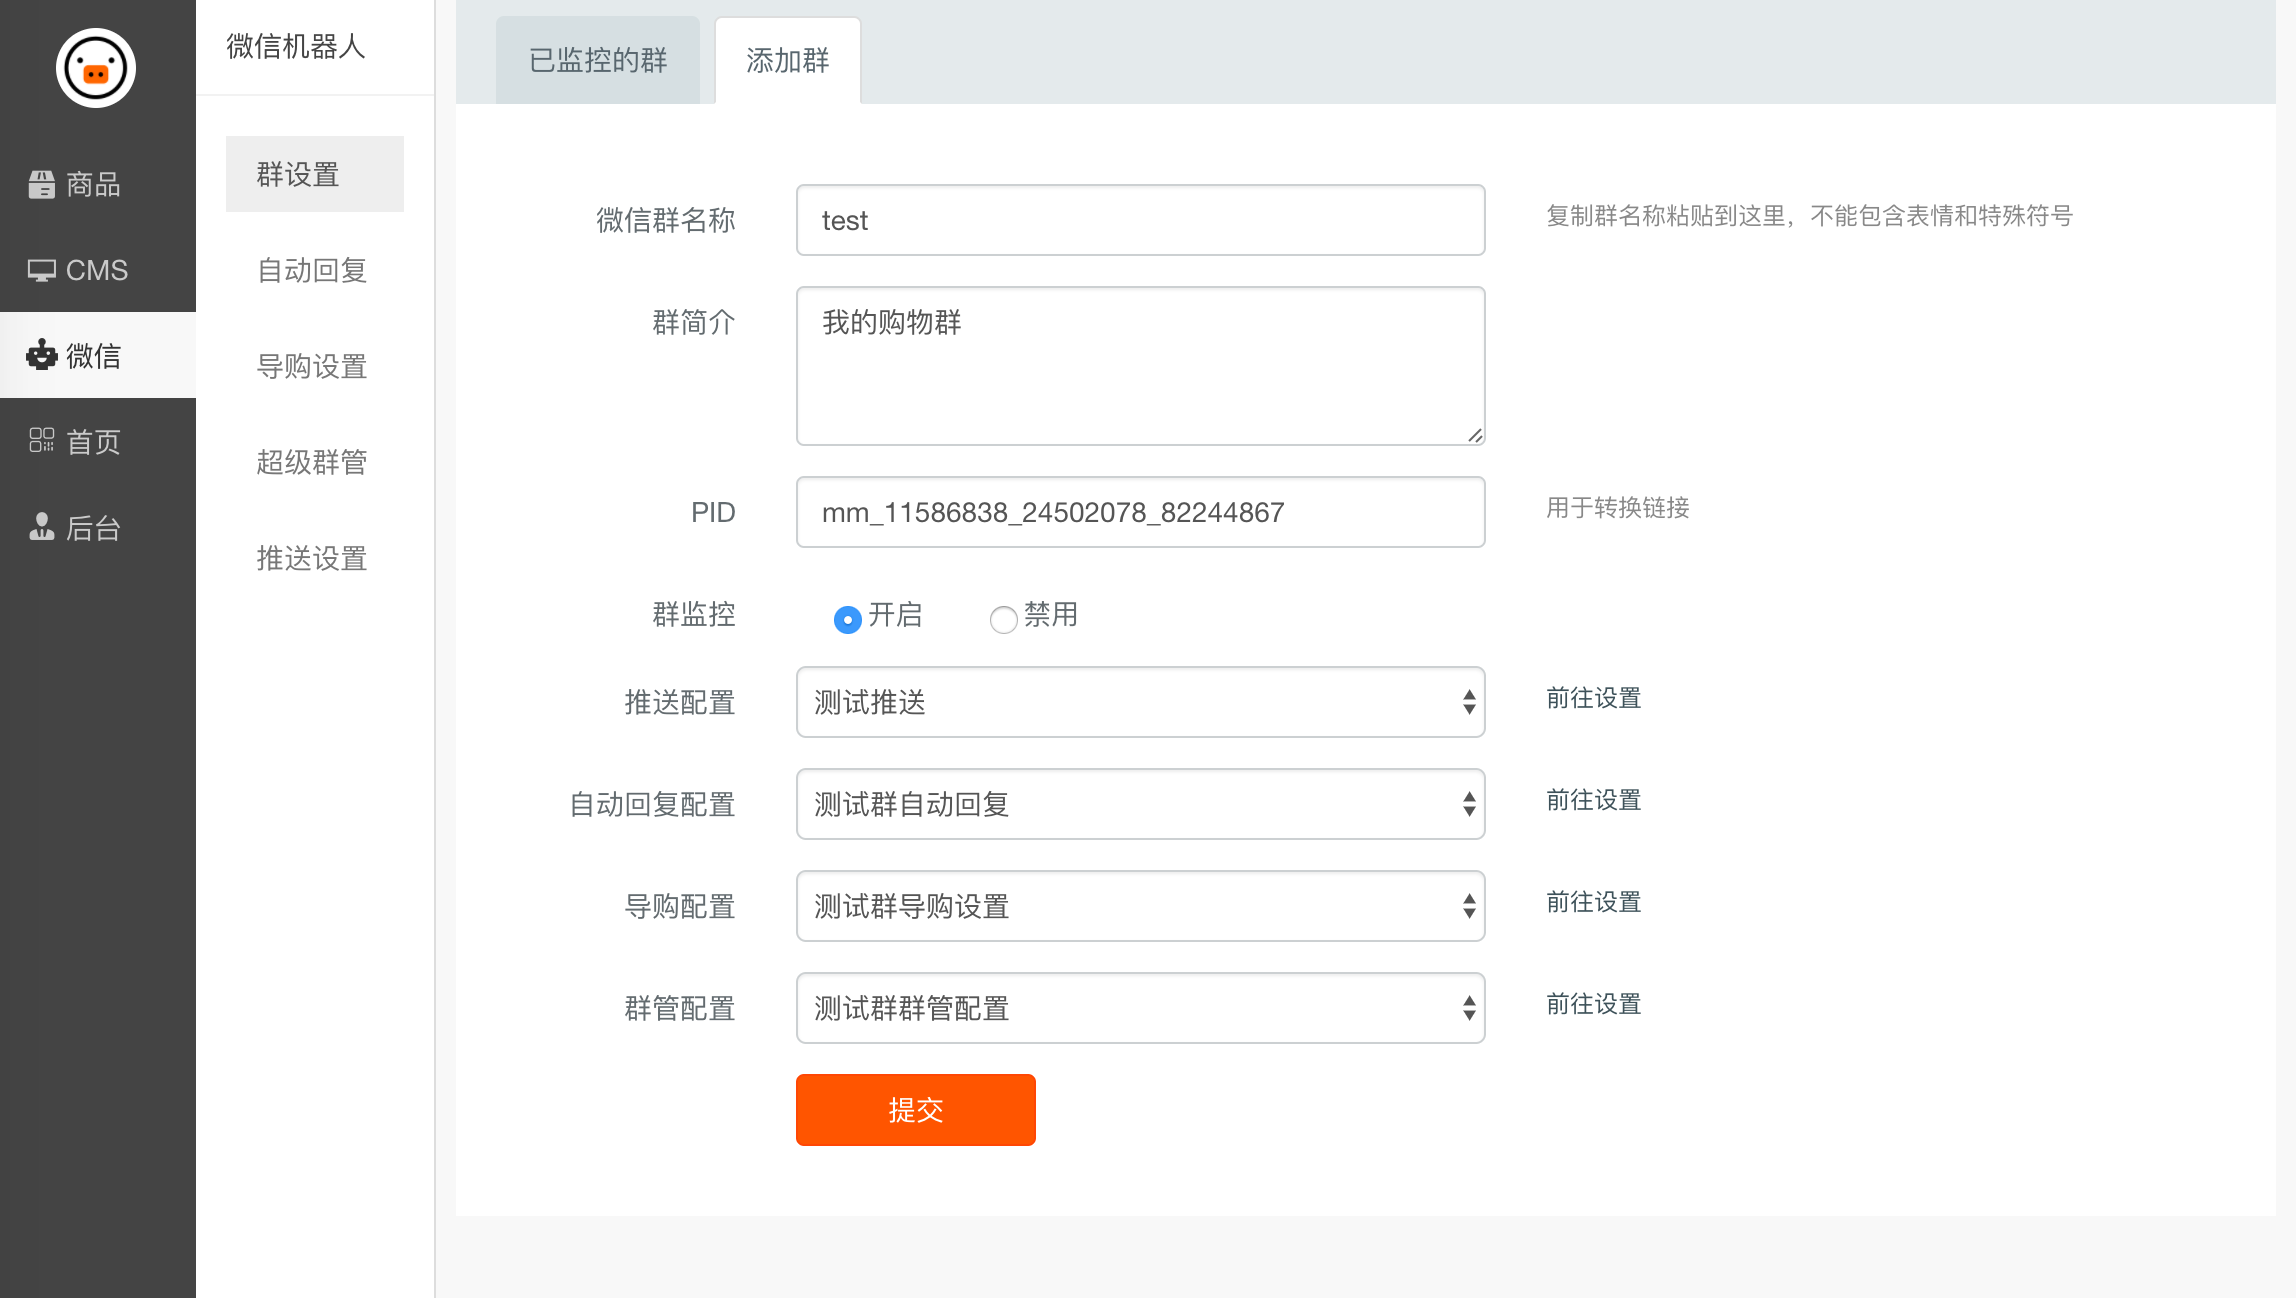 商品
CMS
微信
首页
后台
微信机器人
群设置
自动回复
导购设置
超级群管
推送设置
已监控的群
添加群
微信群名称 test 复制群名称粘贴到这里，不能包含表情和特殊符号
群简介 我的购物群
PID mm_11586838_24502078_82244867 用于转换链接
群监控 开启 禁用
推送配置 测试推送 前往设置
自动回复配置 测试群自动回复 前往设置
导购配置 测试群导购设置 前往设置
群管配置 测试群群管配置 前往设置
提交